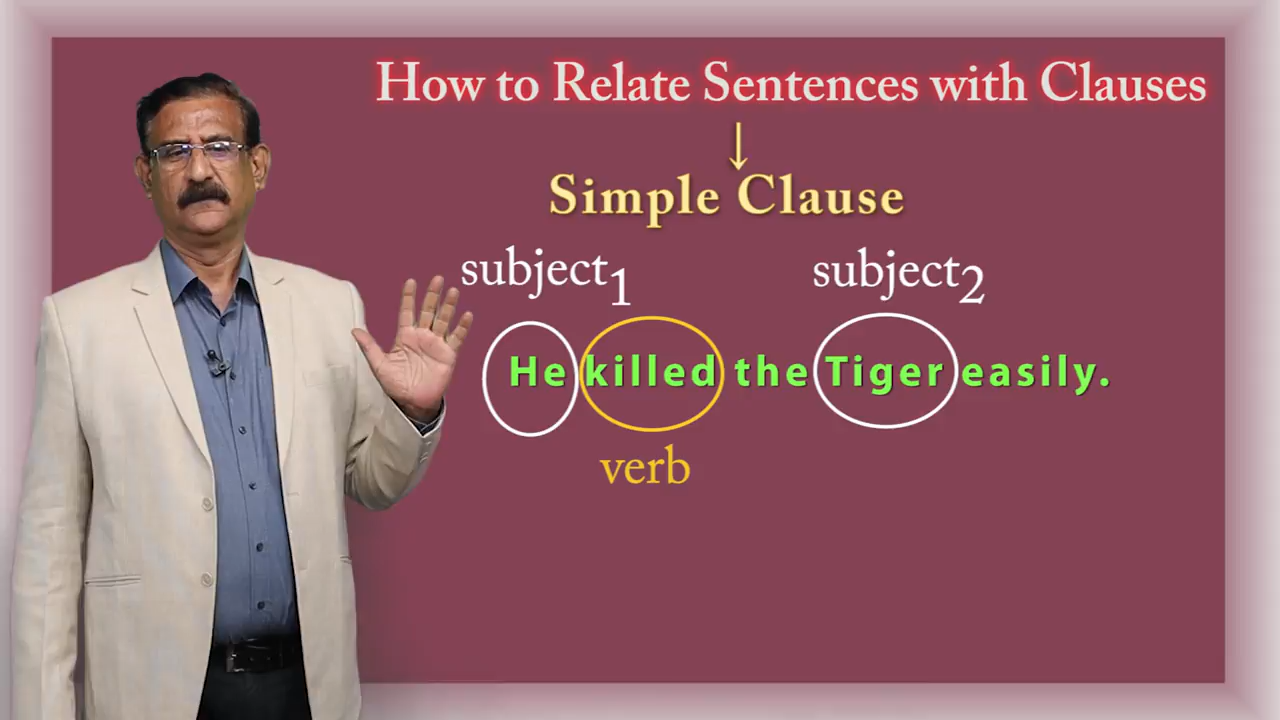 How to Relate Sentences with Clauses
↓
Simple Clause
subject1 subject2
He killed the Tiger easily.
verb